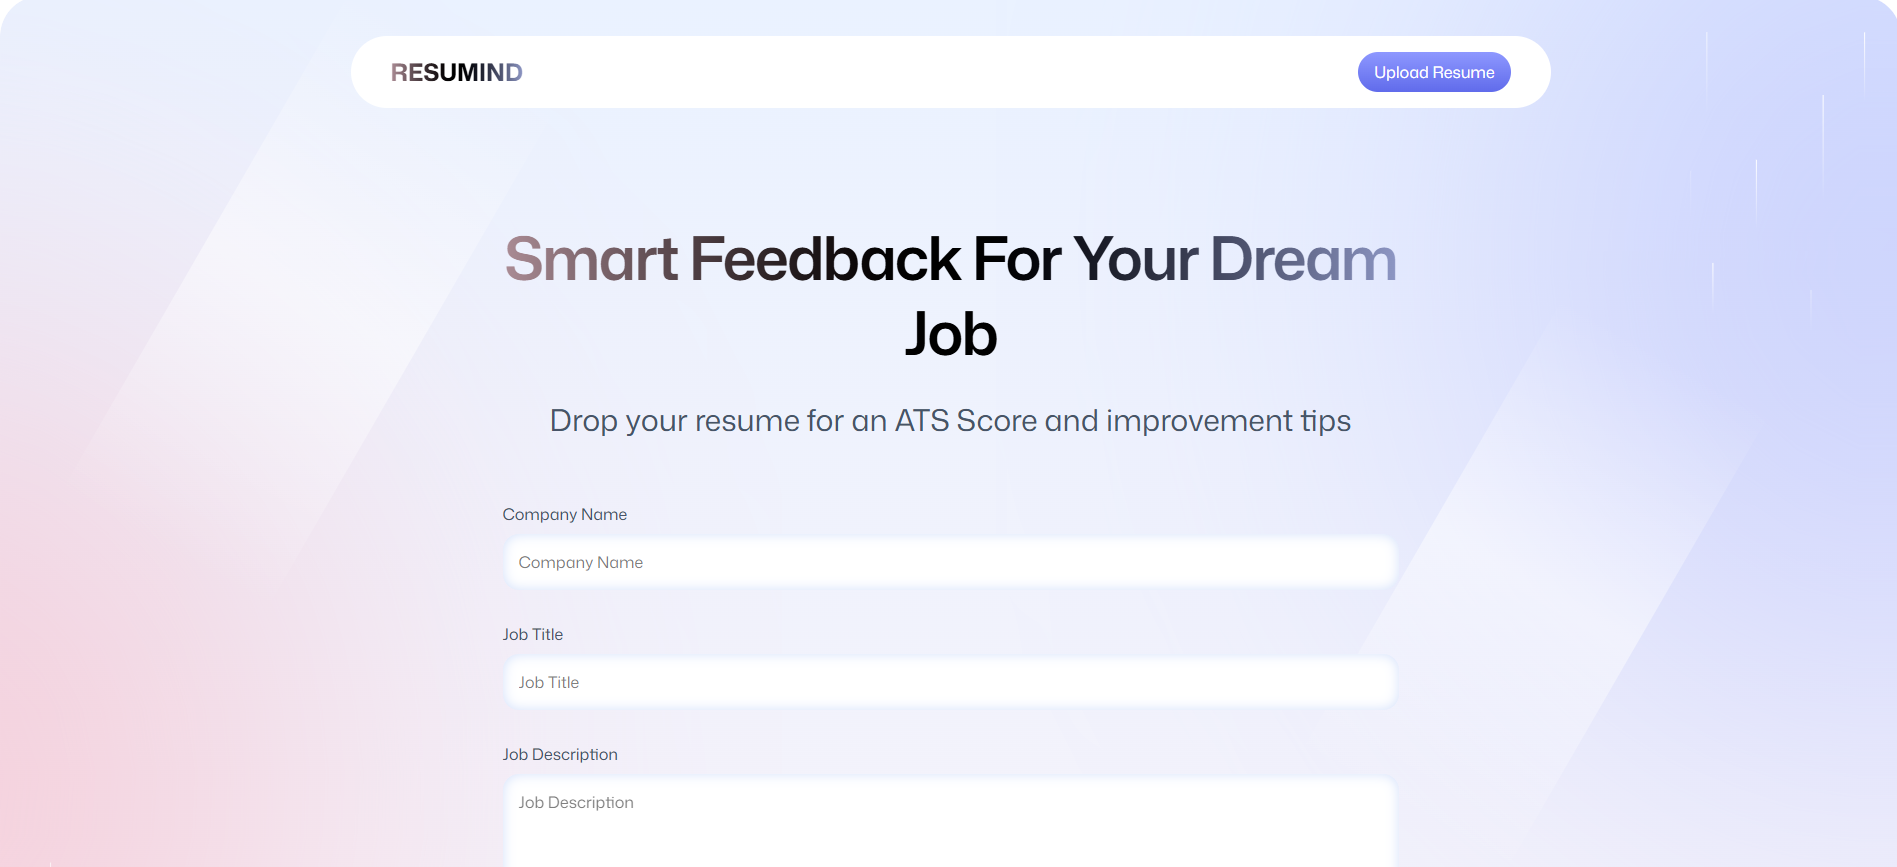 RESUMIND
Upload Resume
Smart Feedback For Your Dream
Job
Drop your resume for an ATS Score and improvement tips
Company Name
Company Name
Job Title
Job Title
Job Description
Job Description